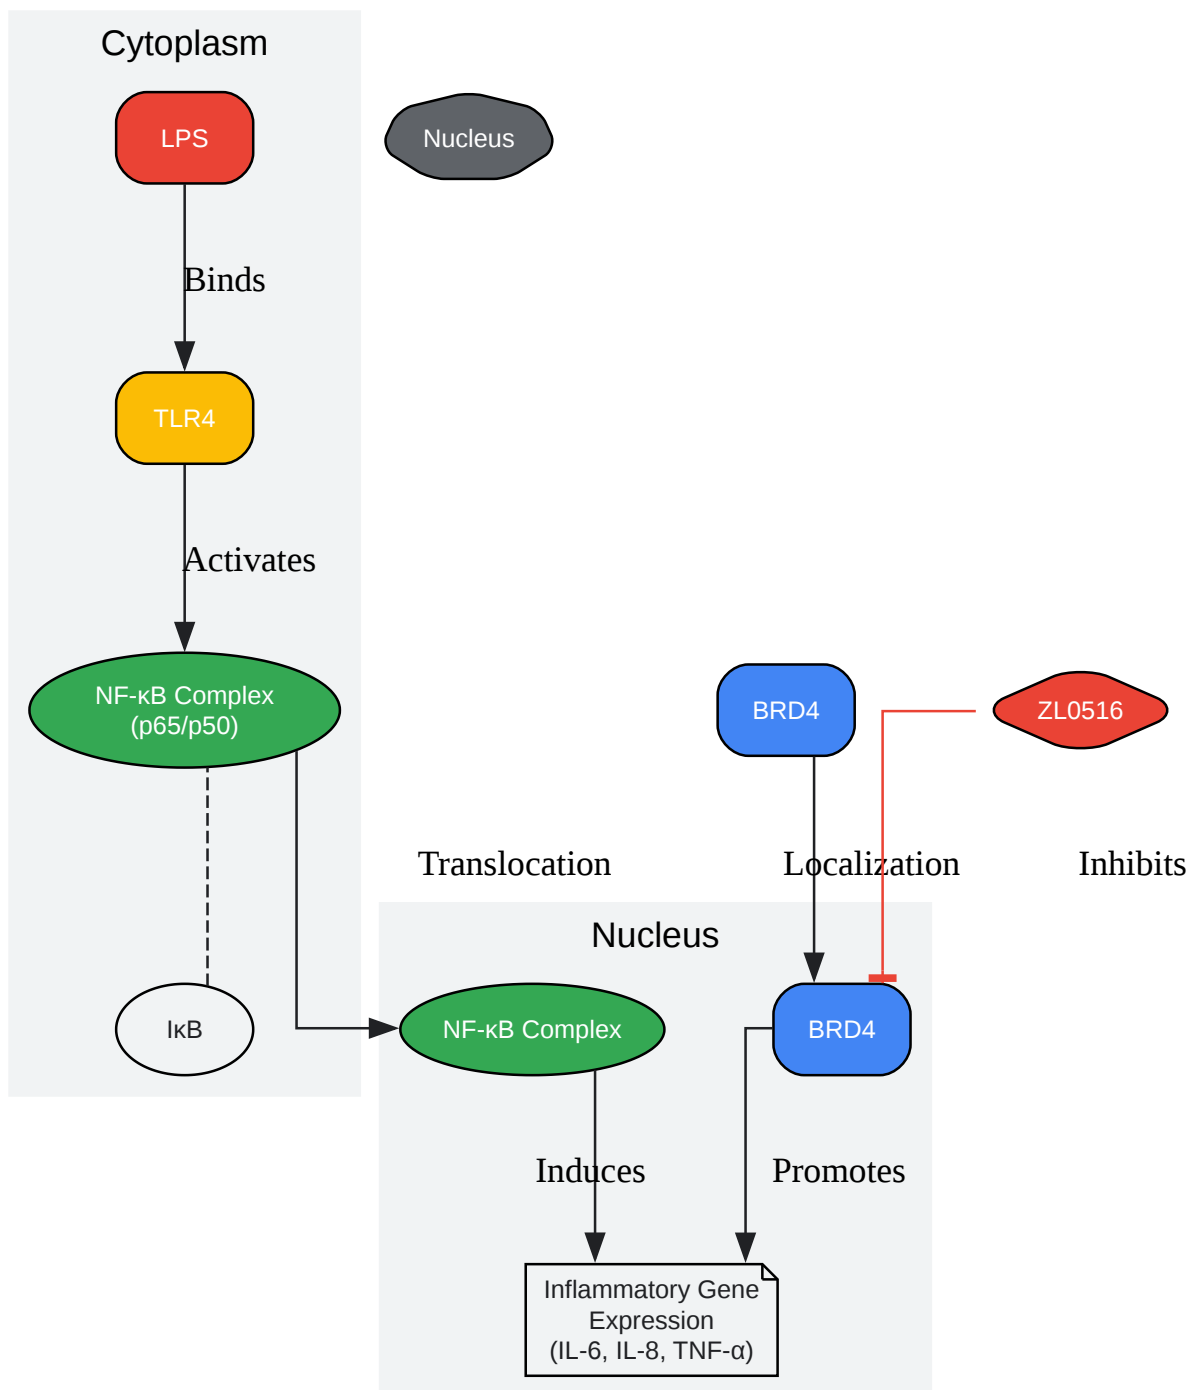 Cytoplasm
LPS
Nucleus
Binds
TLR4
Activates
NF-κB Complex
(p65/p50)
BRD4
ZL0516
Translocation
Localization
Inhibits
Nucleus
IκB
NF-κB Complex
BRD4
Induces
Promotes
Inflammatory Gene
Expression
(IL-6, IL-8, TNF-α)